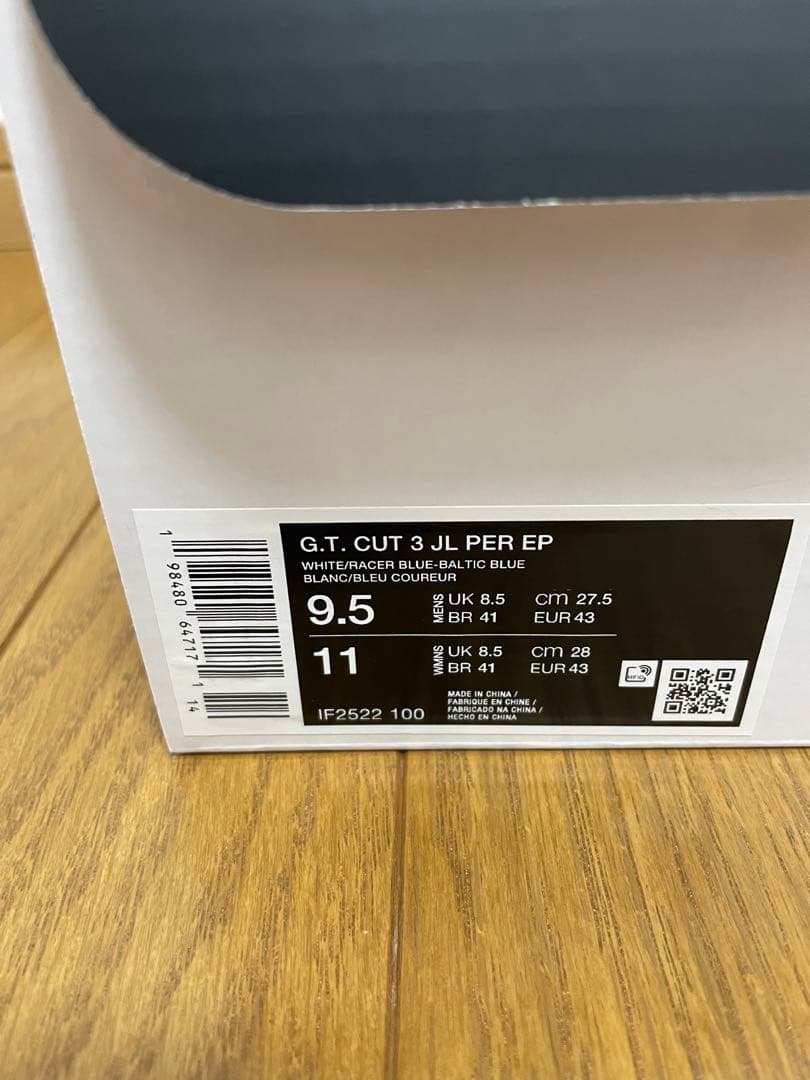 G.T. CUT 3 JL PER EP
WHITE/RACER BLUE-BALTIC BLUE
BLANC/BLEU COUREUR
9.5 MENS UK 8.5 cm 27.5
BR 41 EUR 43
11 WMNS UK 8.5 cm 28
BR 41 EUR 43
IF2522 100
MADE IN CHINA /
FABRIQUE EN CHINE /
FABRICADO NA CHINA /
HECHO EN CHINA
RFID
1 98480 64717 1 14